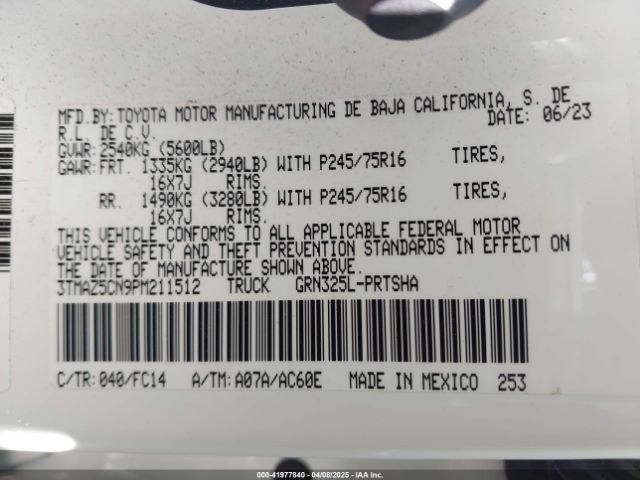 MFD.BY:TOYOTA MOTOR MANUFACTURING DE BAJA CALIFORNIA, S. DE
R.L. DE C.V. DATE: 06/23
GVWR:2540KG (5600LB)
GAWR:FRT. 1335KG (2940LB) WITH P245/75R16 TIRES,
16X7J RIMS.
RR. 1490KG (3280LB) WITH P245/75R16 TIRES,
16X7J RIMS.
THIS VEHICLE CONFORMS TO ALL APPLICABLE FEDERAL MOTOR
VEHICLE SAFETY AND THEFT PREVENTION STANDARDS IN EFFECT ON
THE DATE OF MANUFACTURE SHOWN ABOVE.
3TMAZ5CN9PM211512 TRUCK GRN325L-PRTSHA
C/TR:040/FC14 A/TM:A07A/AC60E MADE IN MEXICO 253
000-41977840 | 04/08/2025 | IAAI.COM